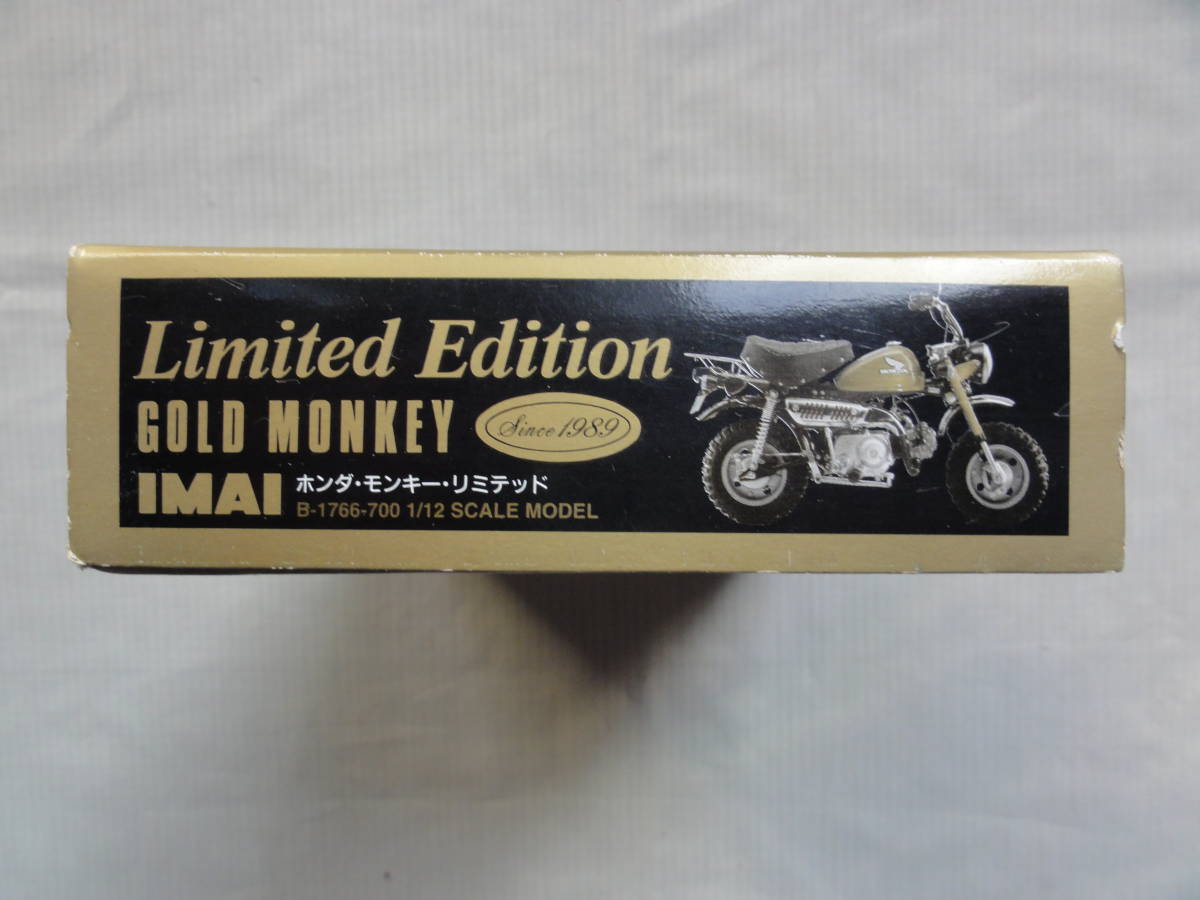 Limited Edition
GOLD MONKEY
Since 1989
IMAI
ホンダ・モンキー・リミテッド
B-1766-700 1/12 SCALE MODEL
HONDA